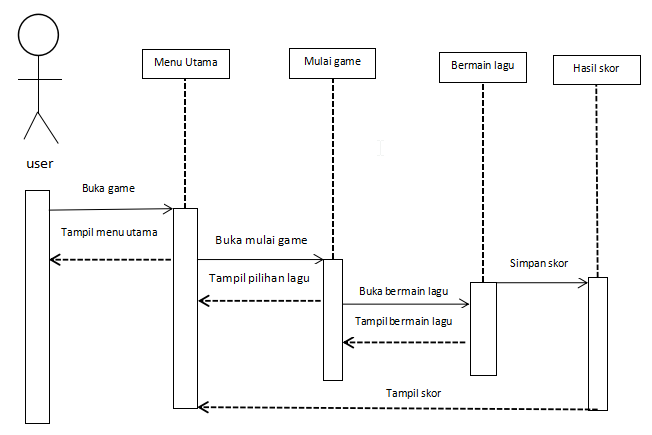 Menu Utama
Mulai game
Bermain lagu
Hasil skor
user
Buka game
Tampil menu utama
Buka mulai game
Tampil pilihan lagu
Simpan skor
Buka bermain lagu
Tampil bermain lagu
Tampil skor